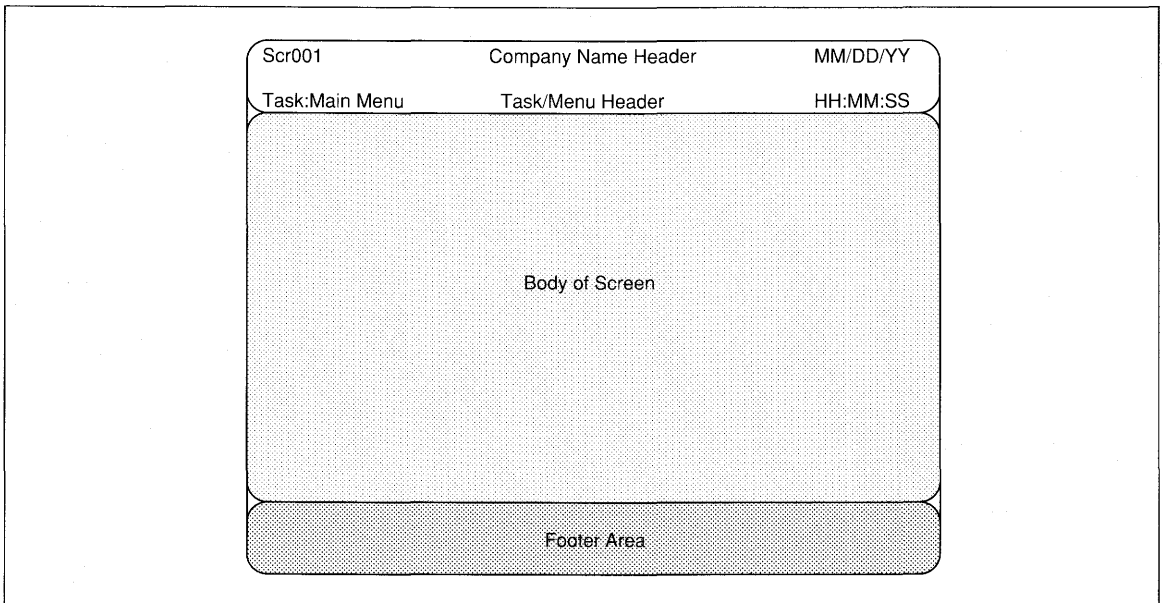 Scr001 Company Name Header MM/DD/YY
Task:Main Menu Task/Menu Header HH:MM:SS
Body of Screen
Footer Area